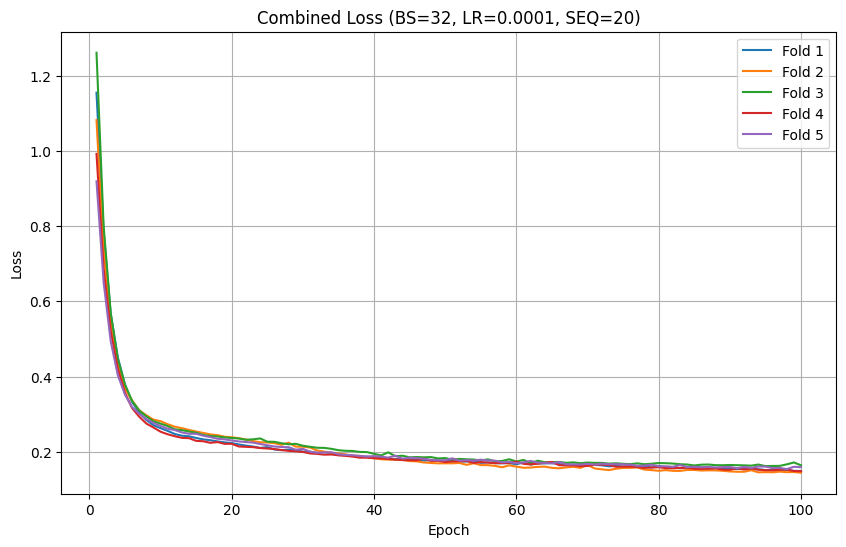 Combined Loss (BS=32, LR=0.0001, SEQ=20)
Fold 1
Fold 2
Fold 3
Fold 4
Fold 5
Loss
1.2
1.0
0.8
0.6
0.4
0.2
0 20 40 60 80 100
Epoch